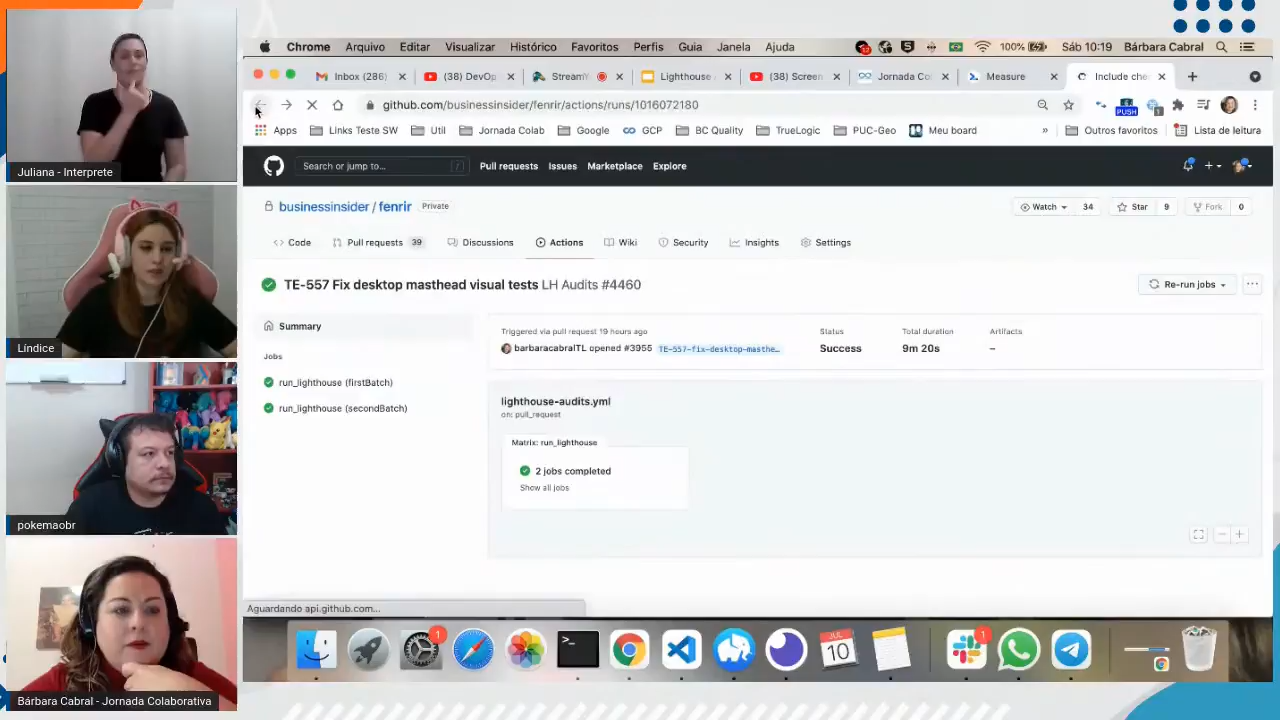 Juliana - Interprete
Líndice
pokemaobr
Bárbara Cabral - Jornada Colaborativa
Chrome Arquivo Editar Visualizar Histórico Favoritos Perfis Guia Janela Ajuda 100% Sáb 10:19 Bárbara Cabral
Inbox (286) (38) DevOp Stream Lighthouse (38) Screen Jornada Co Measure Include che
github.com/businessinsider/fenrir/actions/runs/1016072180
PUSH
Apps Links Teste SW Util Jornada Colab Google GCP BC Quality TrueLogic PUC-Geo Meu board » Outros favoritos Lista de leitura
Search or jump to... / Pull requests Issues Marketplace Explore
businessinsider / fenrir Private Watch 34 Star 9 Fork 0
Code Pull requests 39 Discussions Actions Wiki Security Insights Settings
TE-557 Fix desktop masthead visual tests LH Audits #4460 Re-run jobs ...
Summary
Jobs
run_lighthouse (firstBatch)
run_lighthouse (secondBatch)
Triggered via pull request 19 hours ago Status Total duration Artifacts
barbaracabralTL opened #3955 TE-557-fix-desktop-masthe… Success 9m 20s –
lighthouse-audits.yml
on: pull_request
Matrix: run_lighthouse
2 jobs completed
Show all jobs
Aguardando api.github.com...
1
JUL
10
1